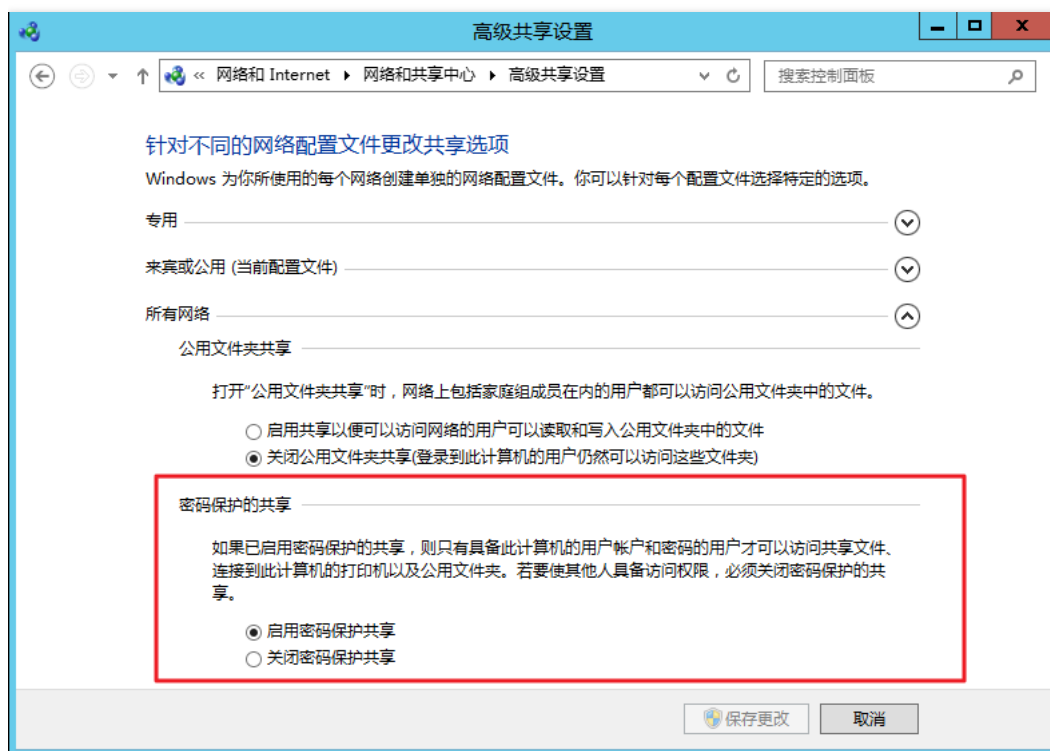 高级共享设置
« 网络和 Internet ▸ 网络和共享中心 ▸ 高级共享设置
搜索控制面板
针对不同的网络配置文件更改共享选项
Windows 为你所使用的每个网络创建单独的网络配置文件。你可以针对每个配置文件选择特定的选项。
专用
来宾或公用 (当前配置文件)
所有网络
公用文件夹共享
打开“公用文件夹共享”时，网络上包括家庭组成员在内的用户都可以访问公用文件夹中的文件。
启用共享以便可以访问网络的用户可以读取和写入公用文件夹中的文件
关闭公用文件夹共享(登录到此计算机的用户仍然可以访问这些文件夹)
密码保护的共享
如果已启用密码保护的共享，则只有具备此计算机的用户帐户和密码的用户才可以访问共享文件、
连接到此计算机的打印机以及公用文件夹。若要使其他人具备访问权限，必须关闭密码保护的共
享。
启用密码保护共享
关闭密码保护共享
保存更改
取消